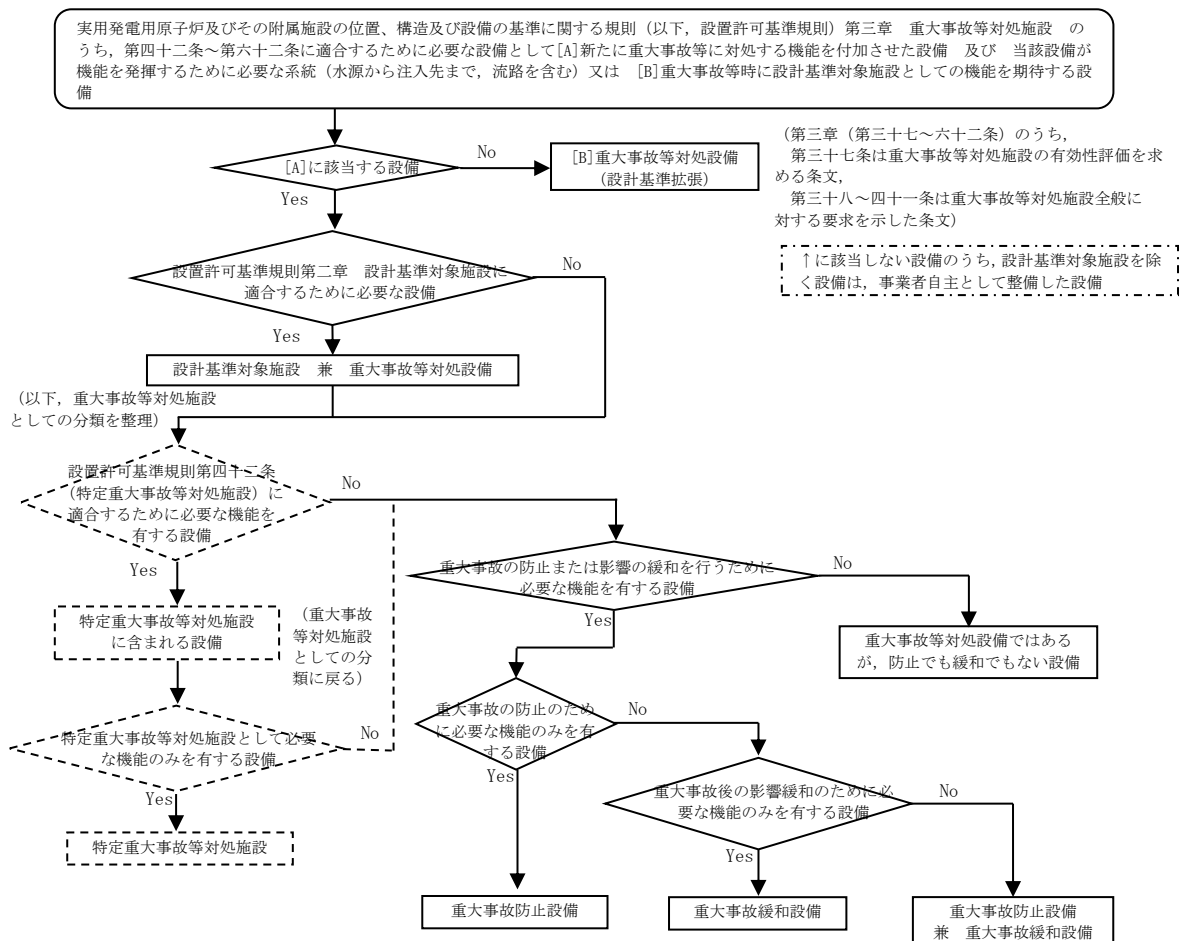 実用発電用原子炉及びその附属施設の位置、構造及び設備の基準に関する規則（以下，設置許可基準規則）第三章　重大事故等対処施設　の
うち，第四十二条～第六十二条に適合するために必要な設備として[A]新たに重大事故等に対処する機能を付加させた設備　及び　当該設備が
機能を発揮するために必要な系統（水源から注入先まで，流路を含む）又は　[B]重大事故等時に設計基準対象施設としての機能を期待する設
備
[A]に該当する設備
No
Yes
[B]重大事故等対処設備
（設計基準拡張）
（第三章（第三十七～六十二条）のうち，
第三十七条は重大事故等対処施設の有効性評価を求
める条文，
第三十八～四十一条は重大事故等対処施設全般に
対する要求を示した条文）
↑に該当しない設備のうち，設計基準対象施設を除
く設備は，事業者自主として整備した設備
設置許可基準規則第二章　設計基準対象施設に
適合するために必要な設備
No
Yes
設計基準対象施設　兼　重大事故等対処設備
（以下，重大事故等対処施設
としての分類を整理）
設置許可基準規則第四十二条
（特定重大事故等対処施設）に
適合するために必要な機能を
有する設備
No
Yes
特定重大事故等対処施設
に含まれる設備
（重大事故
等対処施設
としての分
類に戻る）
特定重大事故等対処施設として必要
な機能のみを有する設備
No
Yes
特定重大事故等対処施設
重大事故の防止または影響の緩和を行うために
必要な機能を有する設備
No
Yes
重大事故等対処設備ではある
が，防止でも緩和でもない設備
重大事故の防止のため
に必要な機能のみを有
する設備
No
Yes
重大事故後の影響緩和のために必
要な機能のみを有する設備
No
Yes
重大事故防止設備
重大事故緩和設備
重大事故防止設備
兼　重大事故緩和設備